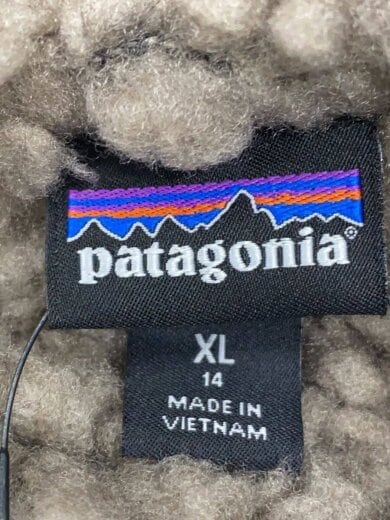 patagonia®
XL
14
MADE IN
VIETNAM